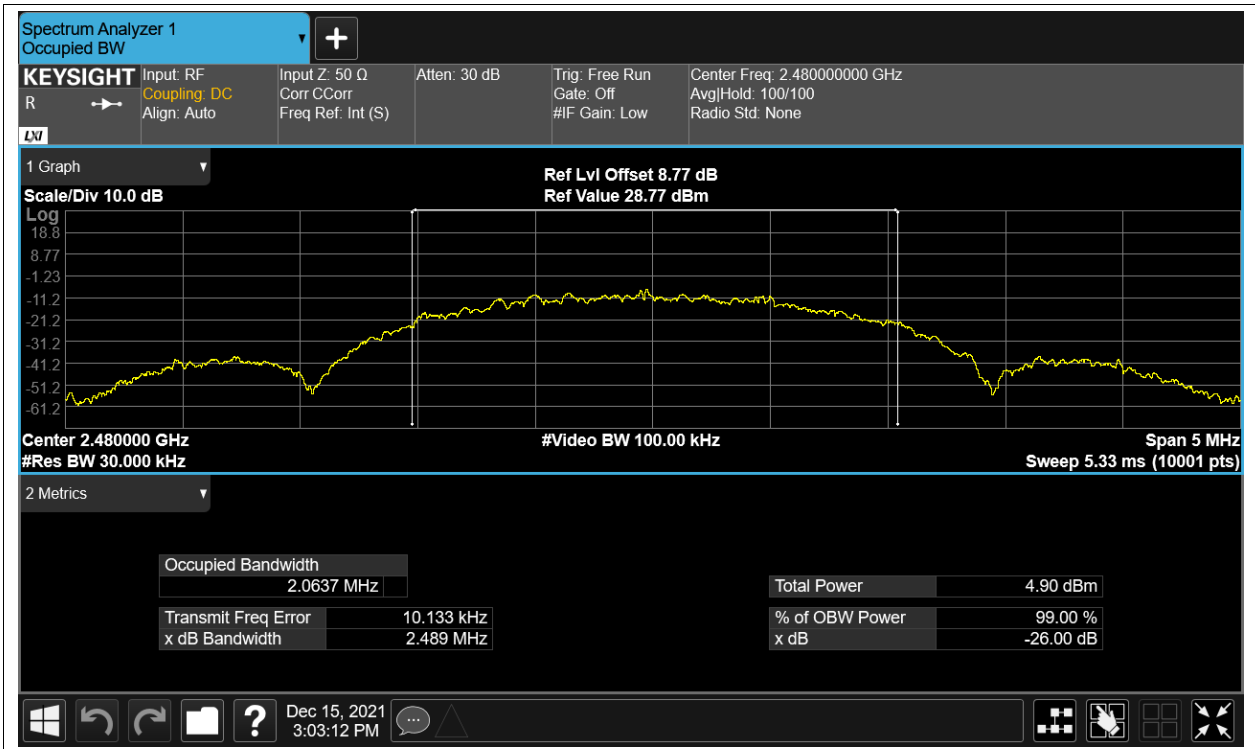 Spectrum Analyzer 1
Occupied BW
KEYSIGHT
R
LXI
Input: RF
Coupling: DC
Align: Auto
Input Z: 50 Ω
Corr CCorr
Freq Ref: Int (S)
Atten: 30 dB
Trig: Free Run
Gate: Off
#IF Gain: Low
Center Freq: 2.480000000 GHz
Avg|Hold: 100/100
Radio Std: None
1 Graph
Scale/Div 10.0 dB
Ref Lvl Offset 8.77 dB
Ref Value 28.77 dBm
Log
18.8
8.77
-1.23
-11.2
-21.2
-31.2
-41.2
-51.2
-61.2
Center 2.480000 GHz
#Video BW 100.00 kHz
Span 5 MHz
#Res BW 30.000 kHz
Sweep 5.33 ms (10001 pts)
2 Metrics
Occupied Bandwidth
2.0637 MHz
Total Power 4.90 dBm
Transmit Freq Error 10.133 kHz
% of OBW Power 99.00 %
x dB Bandwidth 2.489 MHz
x dB -26.00 dB
?
Dec 15, 2021
3:03:12 PM